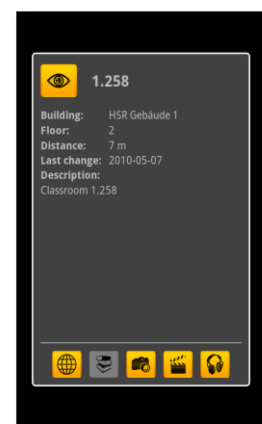 1.258
Building: HSR Gebäude 1
Floor: 2
Distance: 7 m
Last change: 2010-05-07
Description:
Classroom 1.258